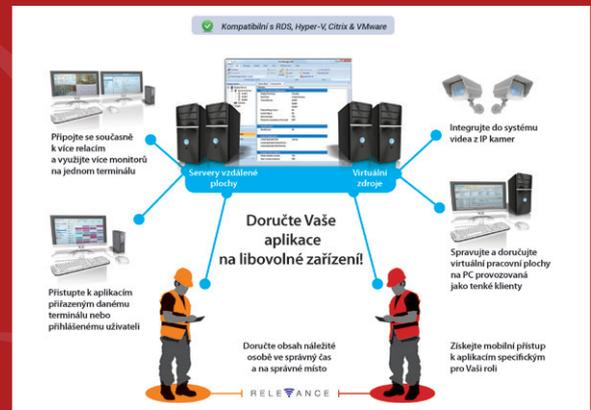 Kompatibilní s RDS, Hyper-V, Citrix & VMware
Připojte se současně
k více relacím
a využijte více monitorů
na jednom terminálu
Servery vzdálené
plochy
Virtuální
zdroje
Integrujte do systému
videa z IP kamer
Doručte Vaše
aplikace
na libovolné zařízení!
Přistupte k aplikacím
přiřazeným danému
terminálu nebo
přihlášenému uživateli
Spravujte a doručujte
virtuální pracovní plochy
na PC provozovaná
jako tenké klienty
Doručte obsah náležité
osobě ve správný čas
a na správné místo
Získejte mobilní přístup
k aplikacím specifickým
pro Vaši roli
RELEVANCE